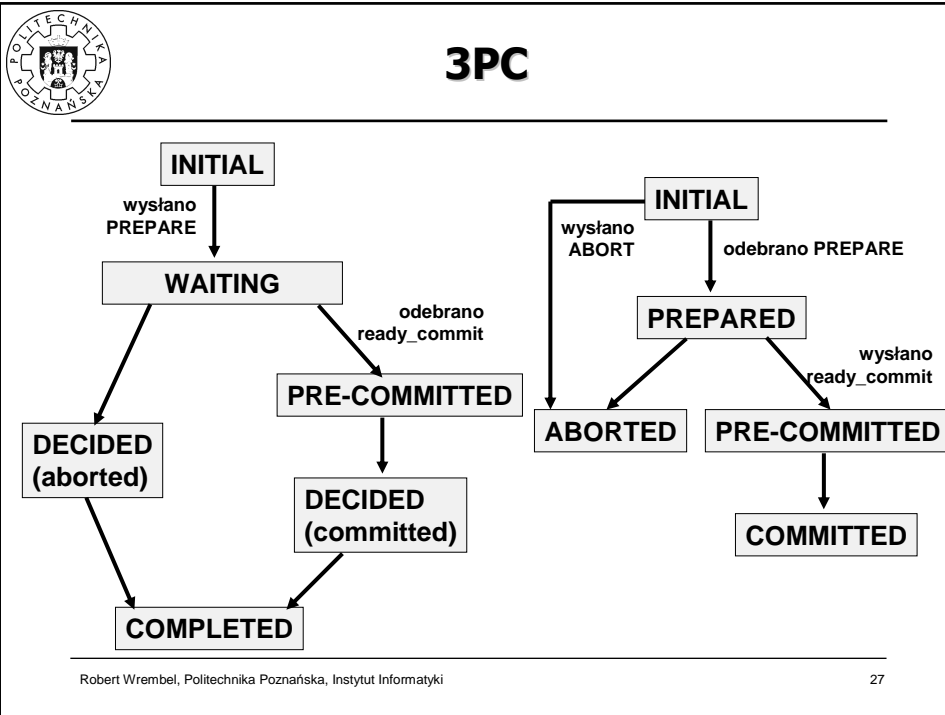 POLITECHNIKA
POZNAŃSKA
3PC
INITIAL
wysłano
PREPARE
WAITING
odebrano
ready_commit
PRE-COMMITTED
DECIDED
(aborted)
DECIDED
(committed)
COMPLETED
INITIAL
wysłano
ABORT
odebrano PREPARE
PREPARED
wysłano
ready_commit
ABORTED
PRE-COMMITTED
COMMITTED
Robert Wrembel, Politechnika Poznańska, Instytut Informatyki
27